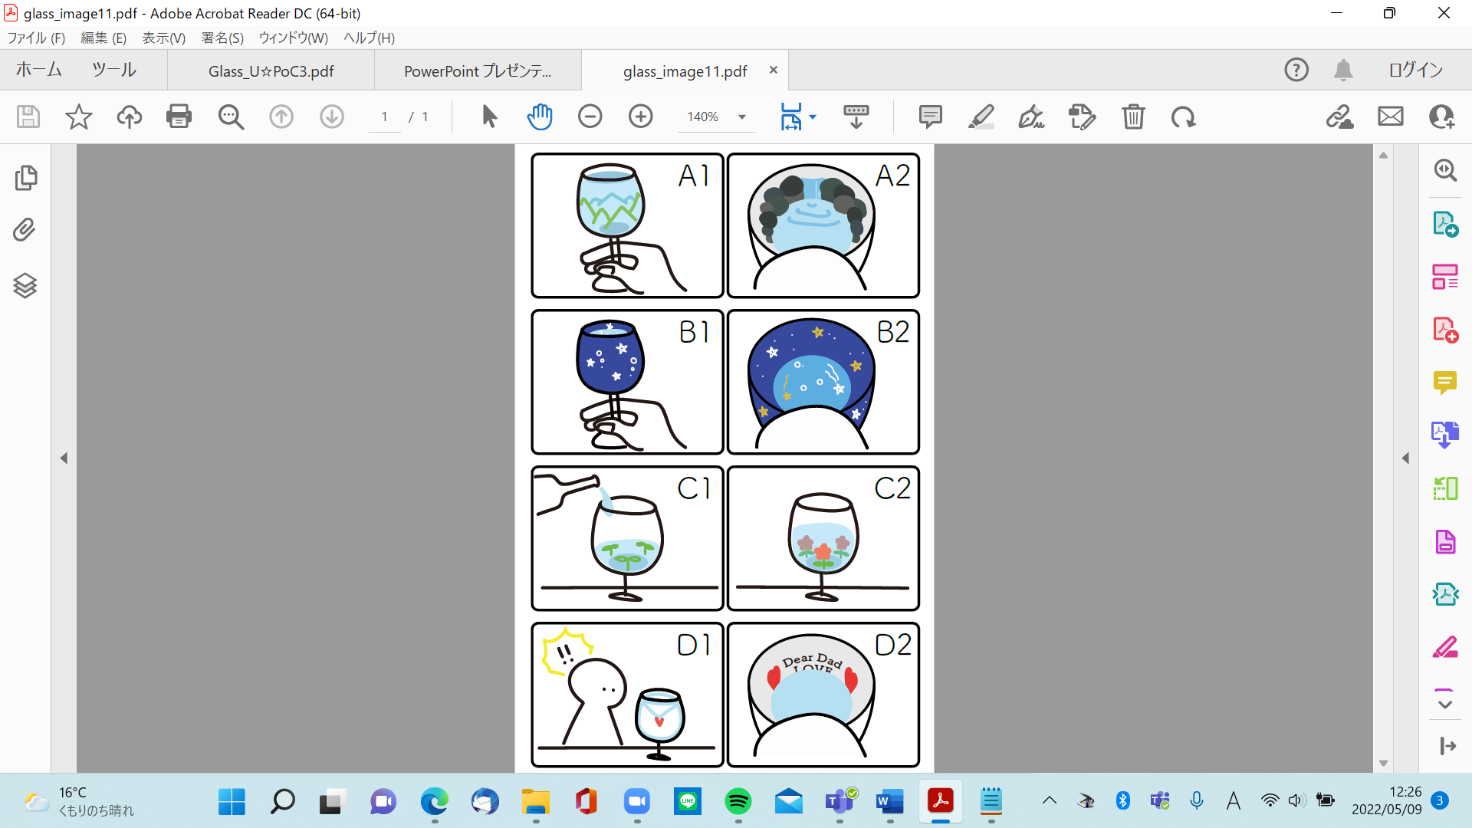 glass_image11.pdf - Adobe Acrobat Reader DC (64-bit)
ファイル (F) 編集 (E) 表示(V) 署名(S) ウィンドウ(W) ヘルプ(H)
ホーム ツール Glass_U☆PoC3.pdf PowerPoint プレゼンテ... glass_image11.pdf × ? ログイン
1 / 1 140%
A1 A2
B1 B2
C1 C2
D1 D2
!!
Dear Dad
LOVE
16°C
くもりのち晴れ
LINE
A
12:26
2022/05/09
3